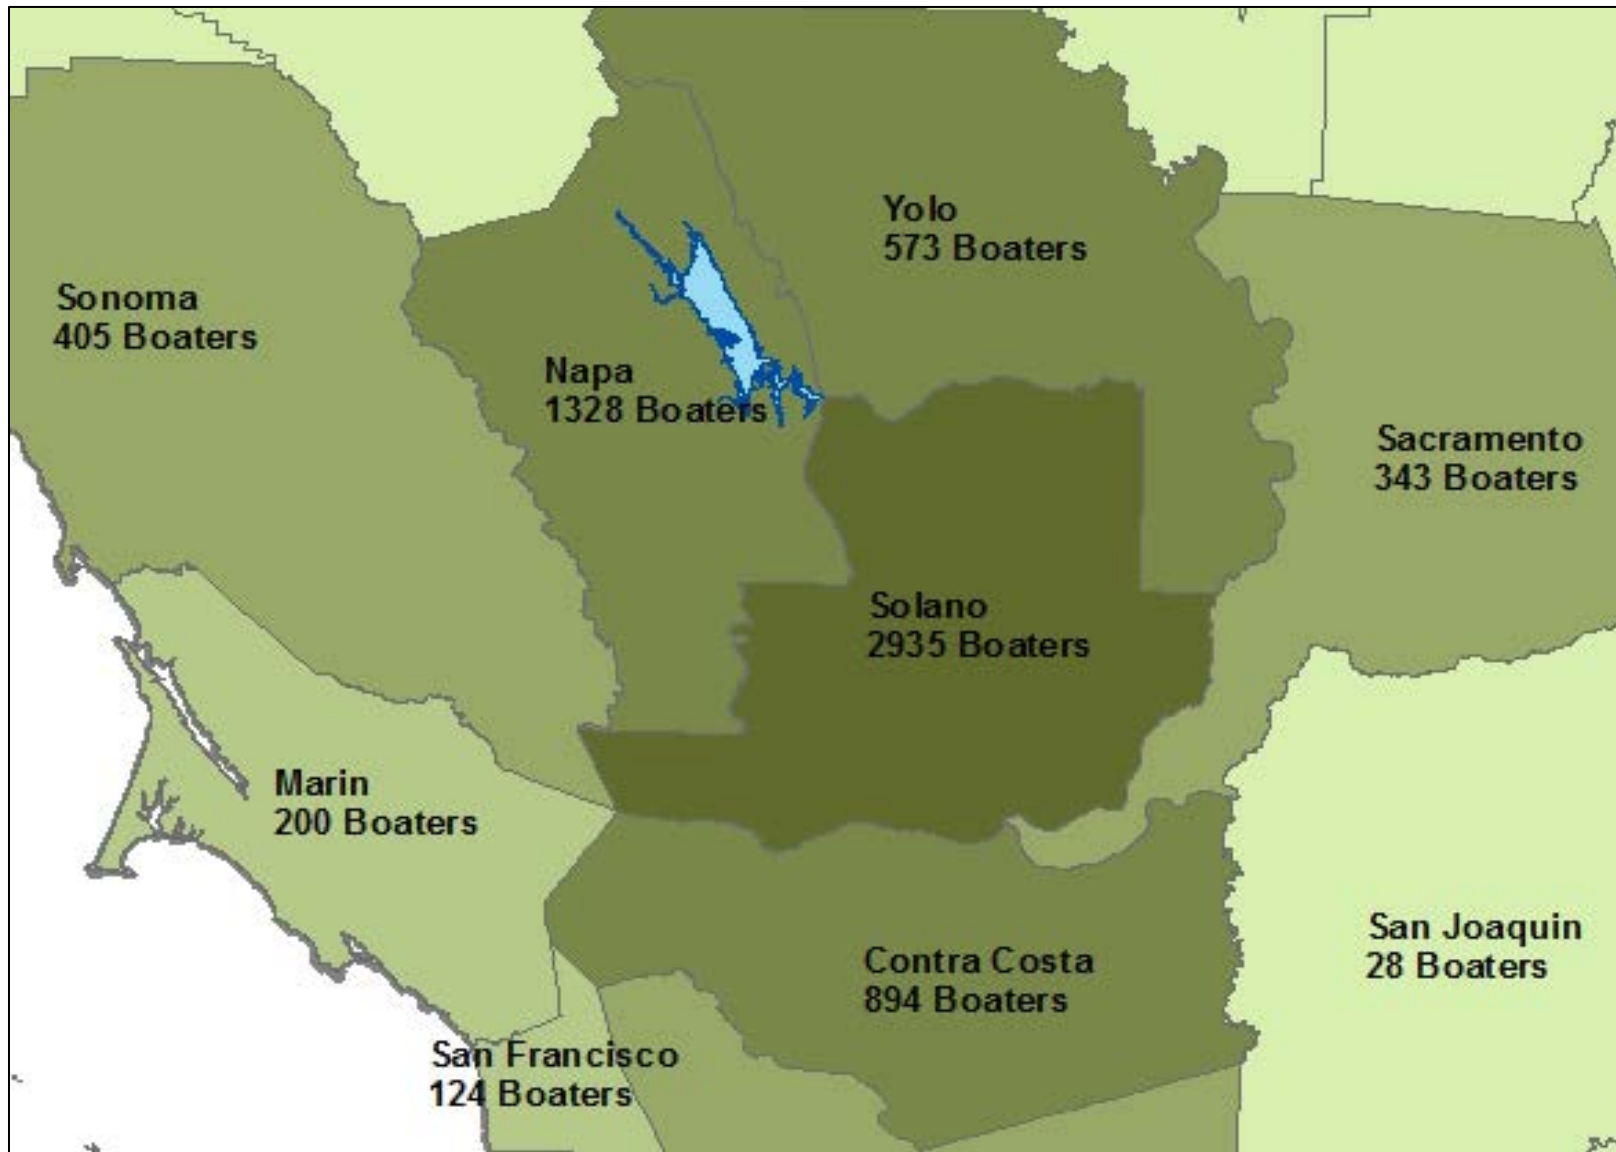 Yolo
573 Boaters
Sonoma
405 Boaters
Napa
1328 Boaters
Sacramento
343 Boaters
Solano
2935 Boaters
Marin
200 Boaters
San Joaquin
28 Boaters
Contra Costa
894 Boaters
San Francisco
124 Boaters